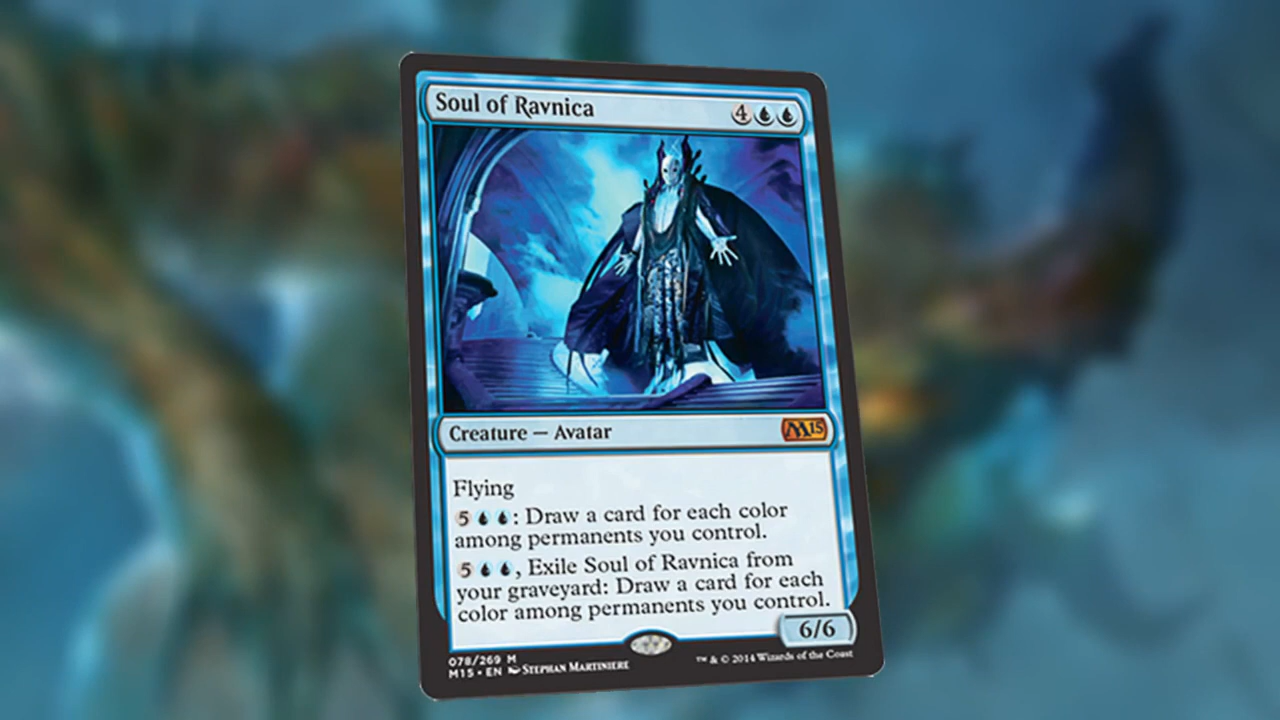 Soul of Ravnica 4
Creature — Avatar M15
Flying
5 : Draw a card for each color
among permanents you control.
5 , Exile Soul of Ravnica from
your graveyard: Draw a card for each
color among permanents you control.
6/6
078/269 M
M15 • EN STEPHAN MARTINIERE
™ & © 2014 Wizards of the Coast